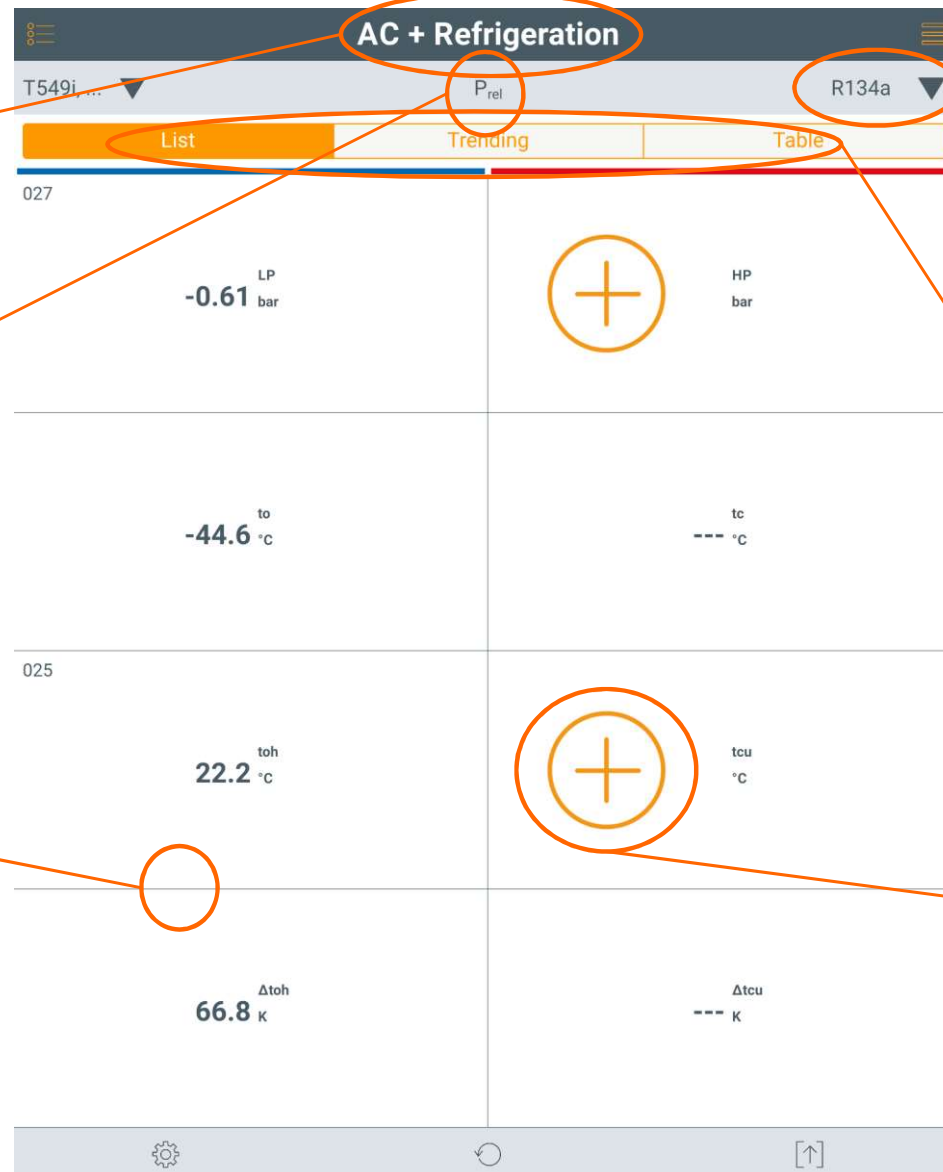 AC + Refrigeration
T549i, ... P_rel R134a
List Trending Table
027
-0.61 LP bar
HP bar
-44.6 to °C
--- tc °C
025
22.2 toh °C
tcu °C
66.8 Δtoh K
--- Δtcu K